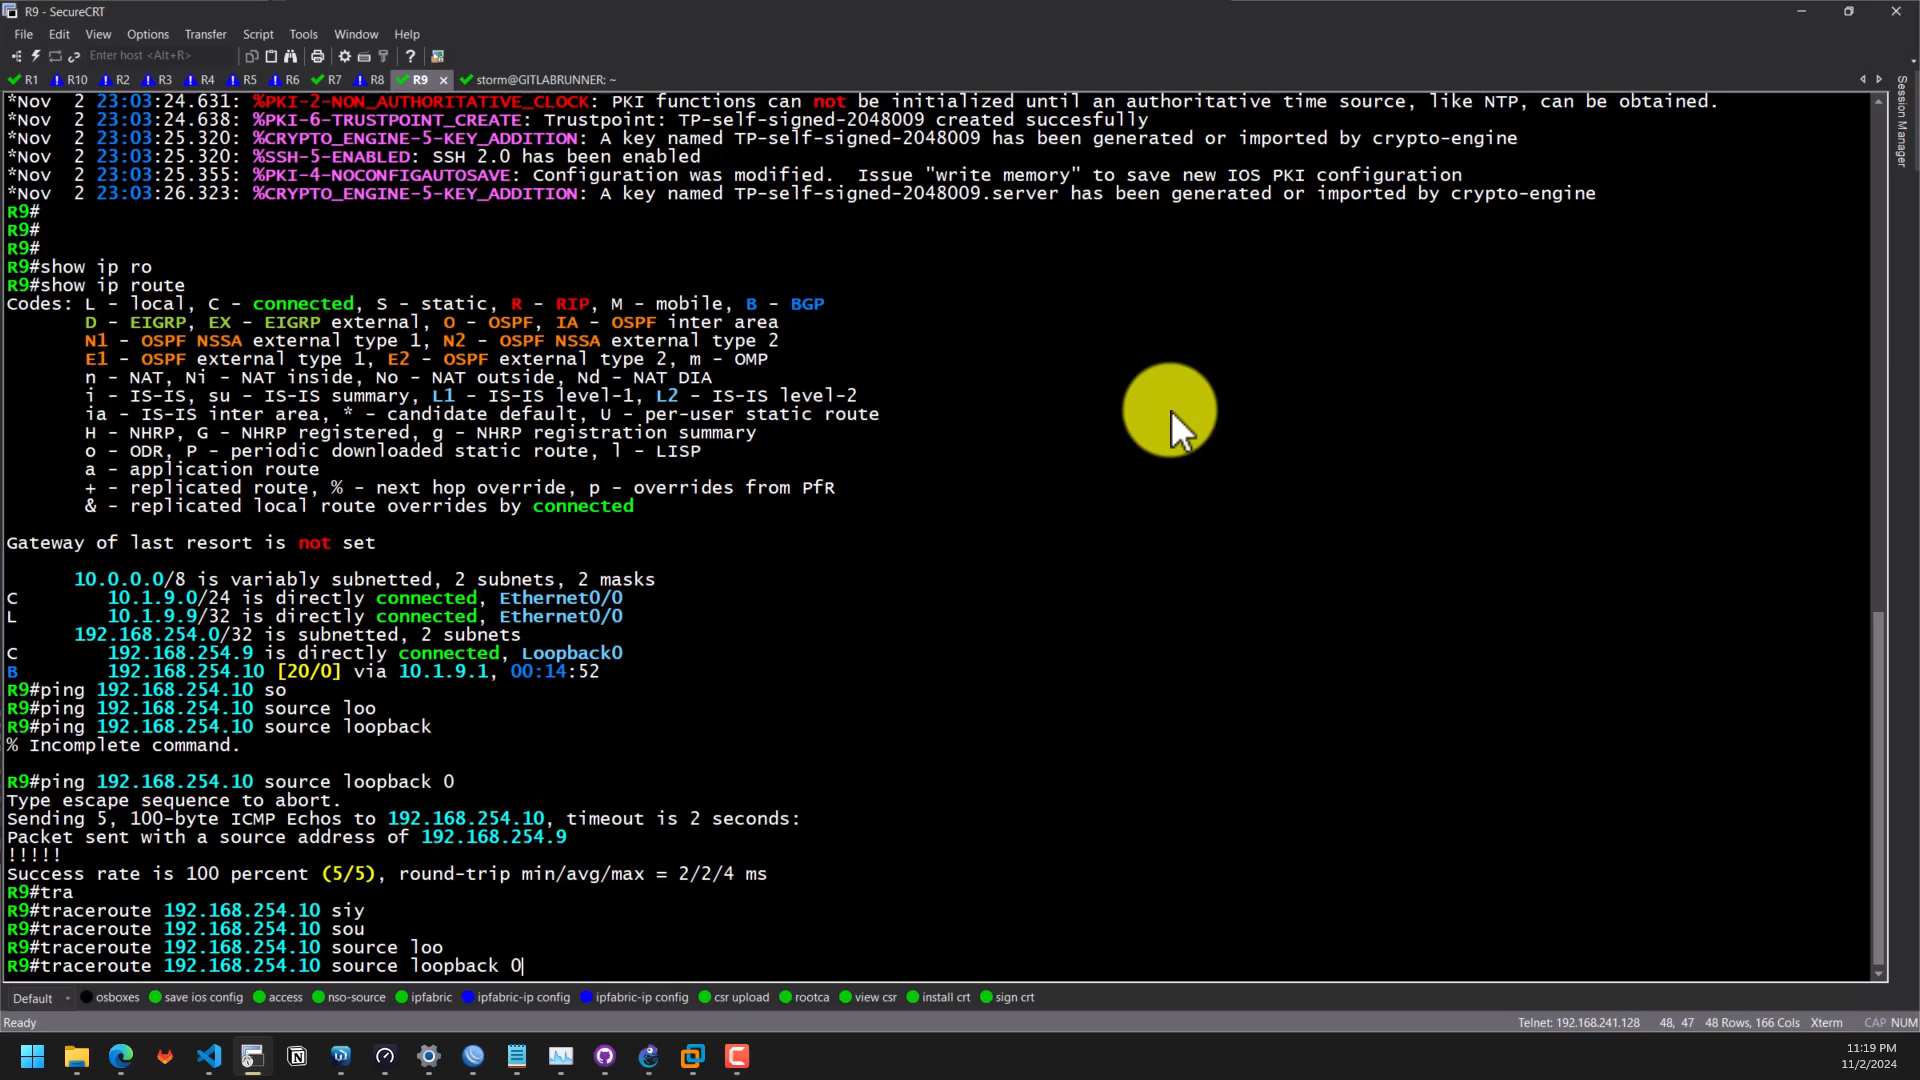 R9 - SecureCRT
File Edit View Options Transfer Script Tools Window Help
Enter host <Alt+R>
R1 R10 R2 R3 R4 R5 R6 R7 R8 R9 × storm@GITLABRUNNER: ~
Session Manager
*Nov  2 23:03:24.631: %PKI-2-NON_AUTHORITATIVE_CLOCK: PKI functions can not be initialized until an authoritative time source, like NTP, can be obtained.
*Nov  2 23:03:24.638: %PKI-6-TRUSTPOINT_CREATE: Trustpoint: TP-self-signed-2048009 created succesfully
*Nov  2 23:03:25.320: %CRYPTO_ENGINE-5-KEY_ADDITION: A key named TP-self-signed-2048009 has been generated or imported by crypto-engine
*Nov  2 23:03:25.320: %SSH-5-ENABLED: SSH 2.0 has been enabled
*Nov  2 23:03:25.355: %PKI-4-NOCONFIGAUTOSAVE: Configuration was modified.  Issue "write memory" to save new IOS PKI configuration
*Nov  2 23:03:26.323: %CRYPTO_ENGINE-5-KEY_ADDITION: A key named TP-self-signed-2048009.server has been generated or imported by crypto-engine
R9#
R9#
R9#
R9#show ip ro
R9#show ip route
Codes: L - local, C - connected, S - static, R - RIP, M - mobile, B - BGP
D - EIGRP, EX - EIGRP external, O - OSPF, IA - OSPF inter area
N1 - OSPF NSSA external type 1, N2 - OSPF NSSA external type 2
E1 - OSPF external type 1, E2 - OSPF external type 2, m - OMP
n - NAT, Ni - NAT inside, No - NAT outside, Nd - NAT DIA
i - IS-IS, su - IS-IS summary, L1 - IS-IS level-1, L2 - IS-IS level-2
ia - IS-IS inter area, * - candidate default, U - per-user static route
H - NHRP, G - NHRP registered, g - NHRP registration summary
o - ODR, P - periodic downloaded static route, l - LISP
a - application route
+ - replicated route, % - next hop override, p - overrides from PfR
& - replicated local route overrides by connected
Gateway of last resort is not set
10.0.0.0/8 is variably subnetted, 2 subnets, 2 masks
C 10.1.9.0/24 is directly connected, Ethernet0/0
L 10.1.9.9/32 is directly connected, Ethernet0/0
192.168.254.0/32 is subnetted, 2 subnets
C 192.168.254.9 is directly connected, Loopback0
B 192.168.254.10 [20/0] via 10.1.9.1, 00:14:52
R9#ping 192.168.254.10 so
R9#ping 192.168.254.10 source loo
R9#ping 192.168.254.10 source loopback
% Incomplete command.
R9#ping 192.168.254.10 source loopback 0
Type escape sequence to abort.
Sending 5, 100-byte ICMP Echos to 192.168.254.10, timeout is 2 seconds:
Packet sent with a source address of 192.168.254.9
!!!!!
Success rate is 100 percent (5/5), round-trip min/avg/max = 2/2/4 ms
R9#tra
R9#traceroute 192.168.254.10 siy
R9#traceroute 192.168.254.10 sou
R9#traceroute 192.168.254.10 source loo
R9#traceroute 192.168.254.10 source loopback 0
Default osboxes save ios config access nso-source ipfabric ipfabric-ip config ipfabric-ip config csr upload rootca view csr install crt sign crt
Ready Telnet: 192.168.241.128 48, 47 48 Rows, 166 Cols Xterm CAP NUM
11:19 PM
11/2/2024